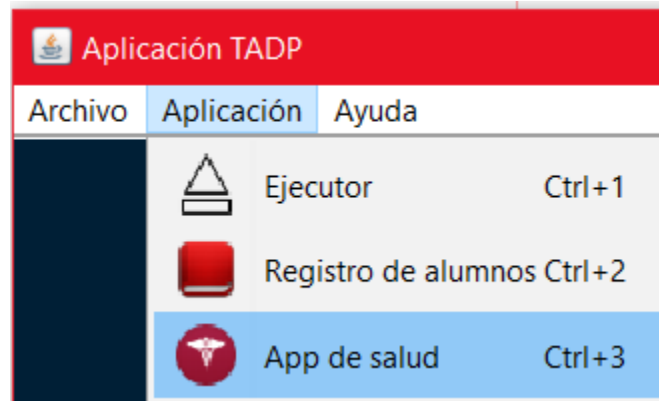 Aplicación TADP
Archivo Aplicación Ayuda
Ejecutor Ctrl+1
Registro de alumnos Ctrl+2
App de salud Ctrl+3